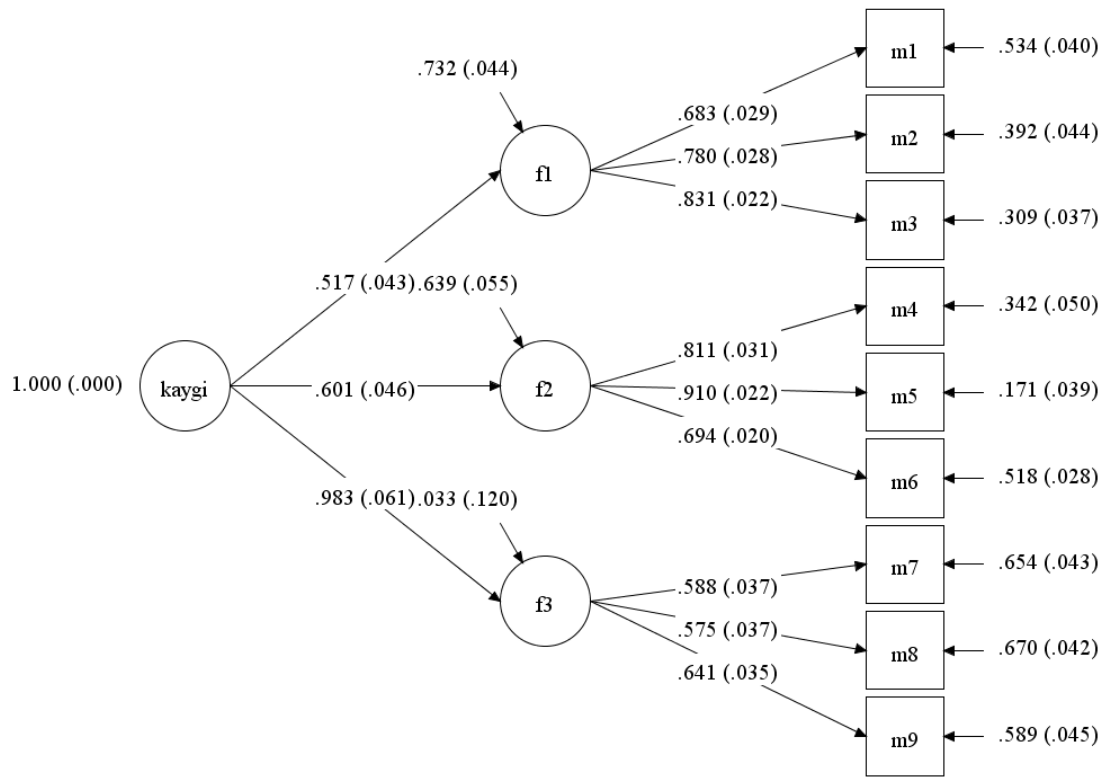 m1
.534 (.040)
.732 (.044)
.683 (.029)
f1
.780 (.028)
m2
.392 (.044)
.831 (.022)
m3
.309 (.037)
.517 (.043)
.639 (.055)
m4
.342 (.050)
.811 (.031)
1.000 (.000)
kaygi
.601 (.046)
f2
.910 (.022)
m5
.171 (.039)
.694 (.020)
m6
.518 (.028)
.983 (.061)
.033 (.120)
m7
.654 (.043)
.588 (.037)
f3
.575 (.037)
m8
.670 (.042)
.641 (.035)
m9
.589 (.045)